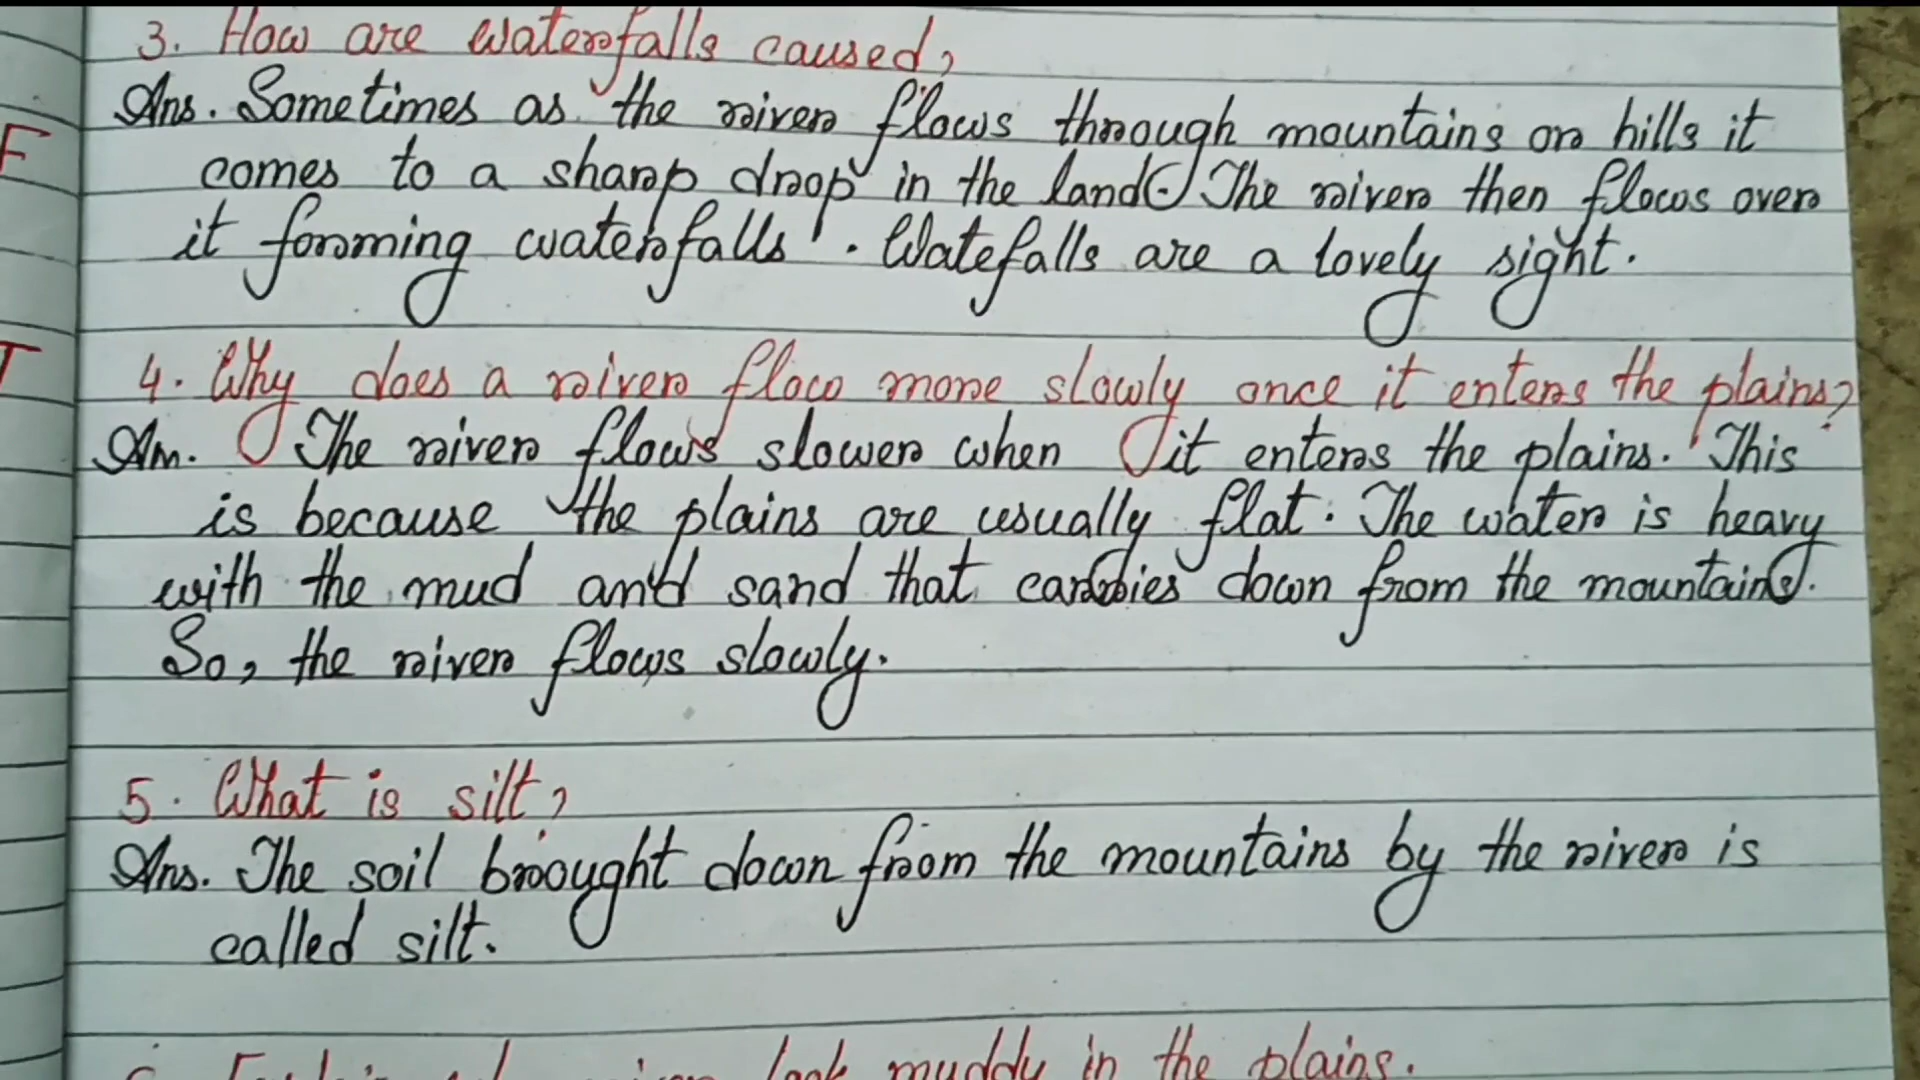 3. How are waterfalls caused?
Ans. Sometimes as the river flows through mountains or hills it
comes to a sharp drop in the land. The river then flows over
it forming waterfalls. Watefalls are a lovely sight.
F
T
4. Why does a river flow more slowly once it enters the plains?
Ans. The river flows slower when it enters the plains. This
is because the plains are usually flat. The water is heavy
with the mud and sand that carries down from the mountains.
So, the river flows slowly.
5. What is silt?
Ans. The soil brought down from the mountains by the river is
called silt.
look muddy in the plains.